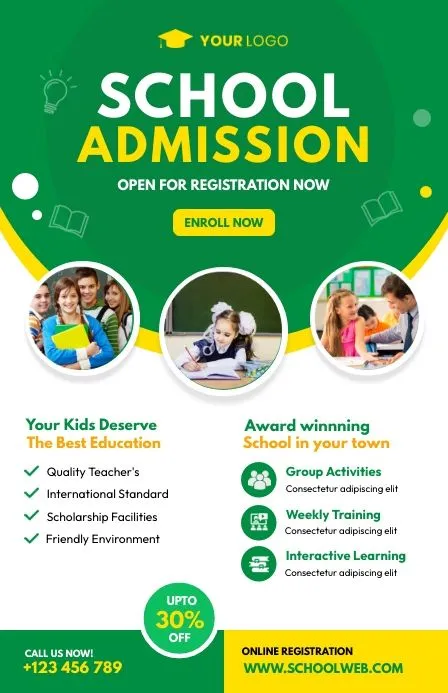 YOUR LOGO
SCHOOL
ADMISSION
OPEN FOR REGISTRATION NOW
ENROLL NOW
Your Kids Deserve
The Best Education
Quality Teacher's
International Standard
Scholarship Facilities
Friendly Environment
Award winnning
School in your town
Group Activities
Consectetur adipiscing elit
Weekly Training
Consectetur adipiscing elit
Interactive Learning
Consectetur adipiscing elit
UPTO
30%
OFF
CALL US NOW!
+123 456 789
ONLINE REGISTRATION
WWW.SCHOOLWEB.COM